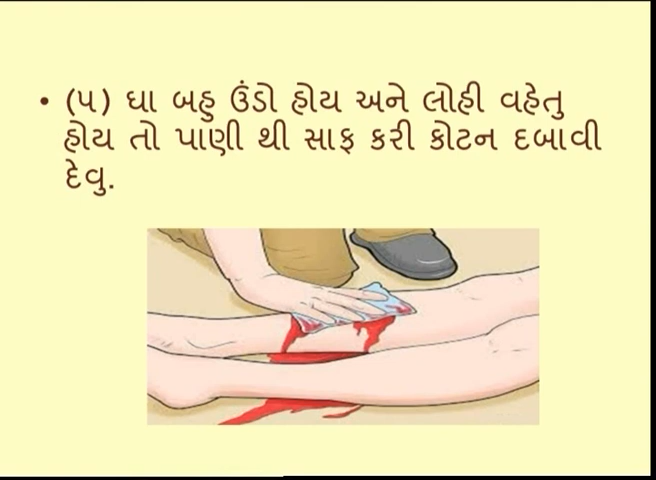 • (૫) ઘા બહુ ઉંડો હોય અને લોહી વહેતુ
હોય તો પાણી થી સાફ કરી કોટન દબાવી
દેવુ.